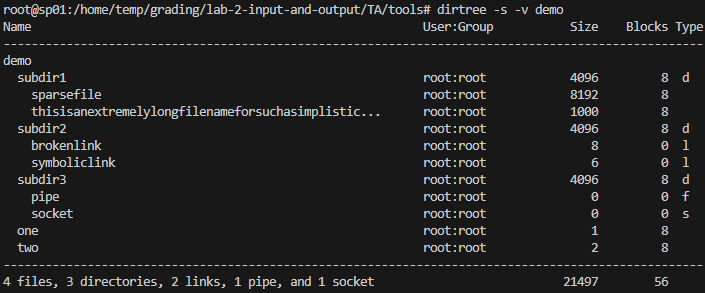 root@sp01:/home/temp/grading/lab-2-input-and-output/TA/tools# dirtree -s -v demo
Name User:Group Size Blocks Type
----------------------------------------------------------------------------------------------------
demo
  subdir1 root:root 4096 8 d
    sparsefile root:root 8192 8
    thisisanextremelylongfilenameforsuchasimplistic... root:root 1000 8
  subdir2 root:root 4096 8 d
    brokenlink root:root 8 0 l
    symboliclink root:root 6 0 l
  subdir3 root:root 4096 8 d
    pipe root:root 0 0 f
    socket root:root 0 0 s
  one root:root 1 8
  two root:root 2 8
----------------------------------------------------------------------------------------------------
4 files, 3 directories, 2 links, 1 pipe, and 1 socket 21497 56